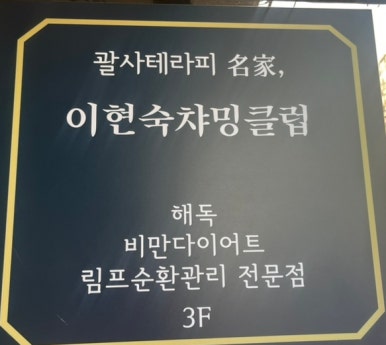 괄사테라피 名家,
이현숙챠밍클럽
해독
비만다이어트
림프순환관리 전문점
3F